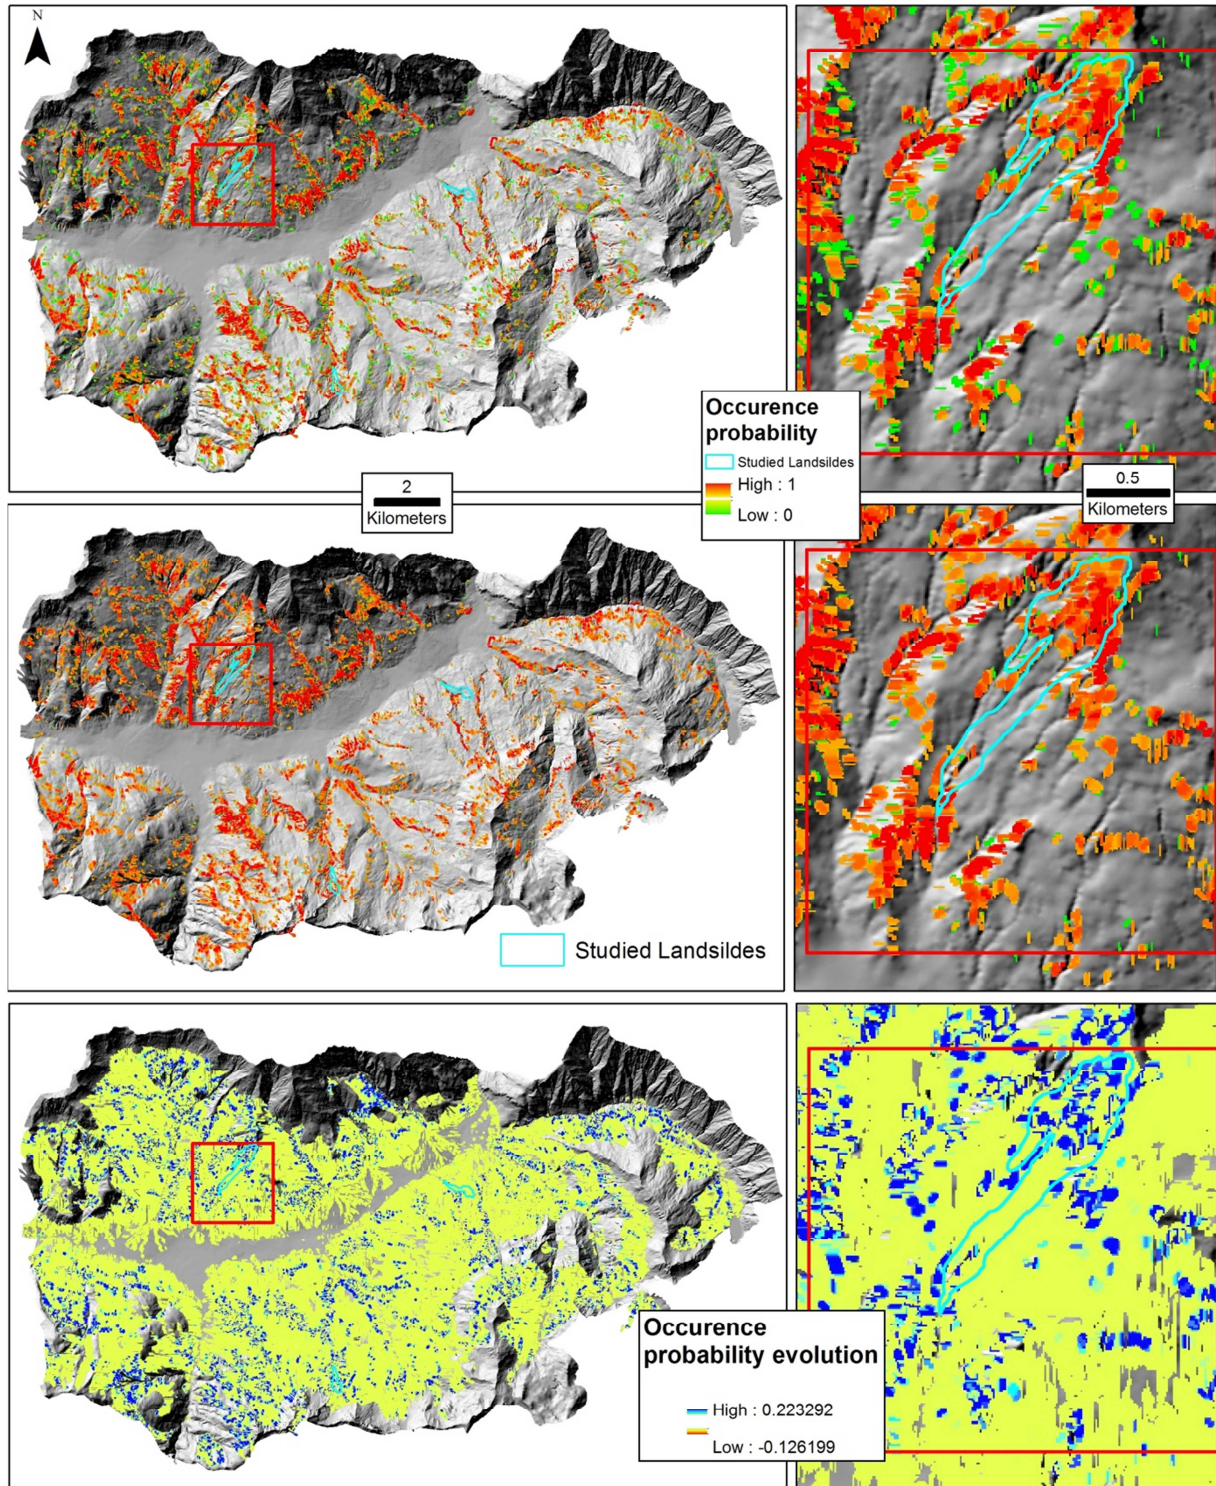 N
Occurence
probability
Studied Landsildes
High : 1
Low : 0
2
Kilometers
0.5
Kilometers
Studied Landsildes
Occurence
probability evolution
High : 0.223292
Low : -0.126199